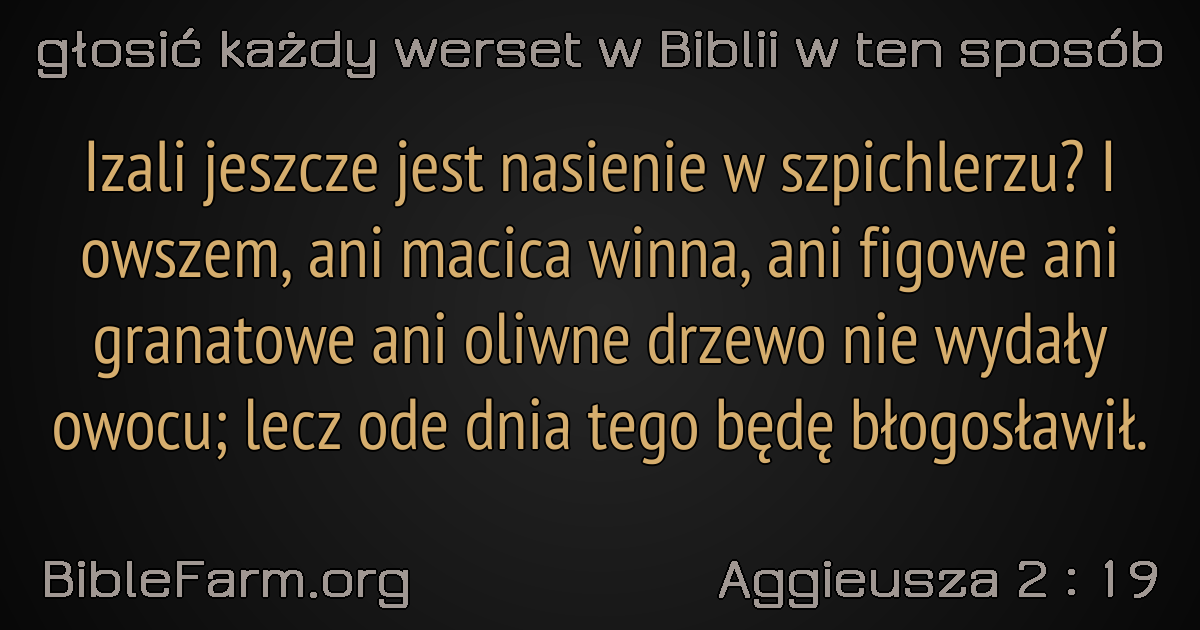 głosić każdy werset w Biblii w ten sposób
Izali jeszcze jest nasienie w szpichlerzu? I
owszem, ani macica winna, ani figowe ani
granatowe ani oliwne drzewo nie wydały
owocu; lecz ode dnia tego będę błogosławił.
BibleFarm.org
Aggieusza 2 : 19